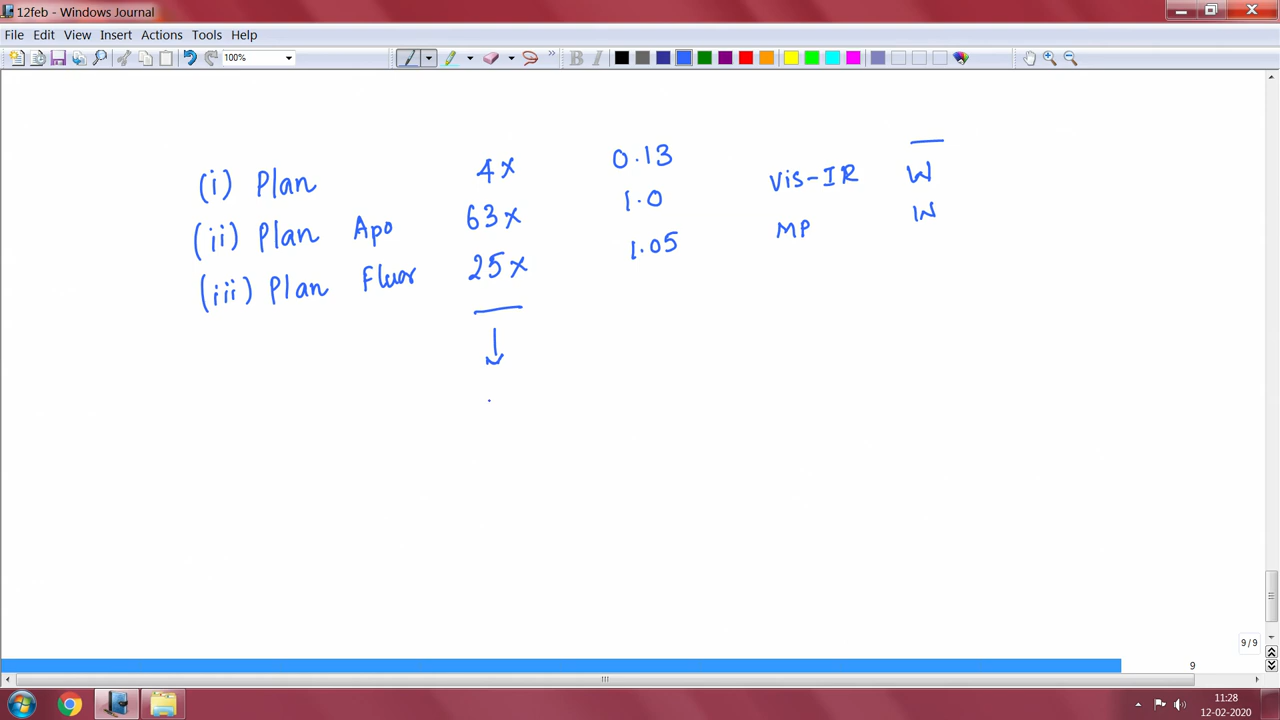 12feb - Windows Journal
File Edit View Insert Actions Tools Help
100%
(i) Plan 4x 0.13 —
(ii) Plan Apo 63x 1.0 Vis-IR W
(iii) Plan Fluor 25x 1.05 MP W
9/9
9
11:28
12-02-2020